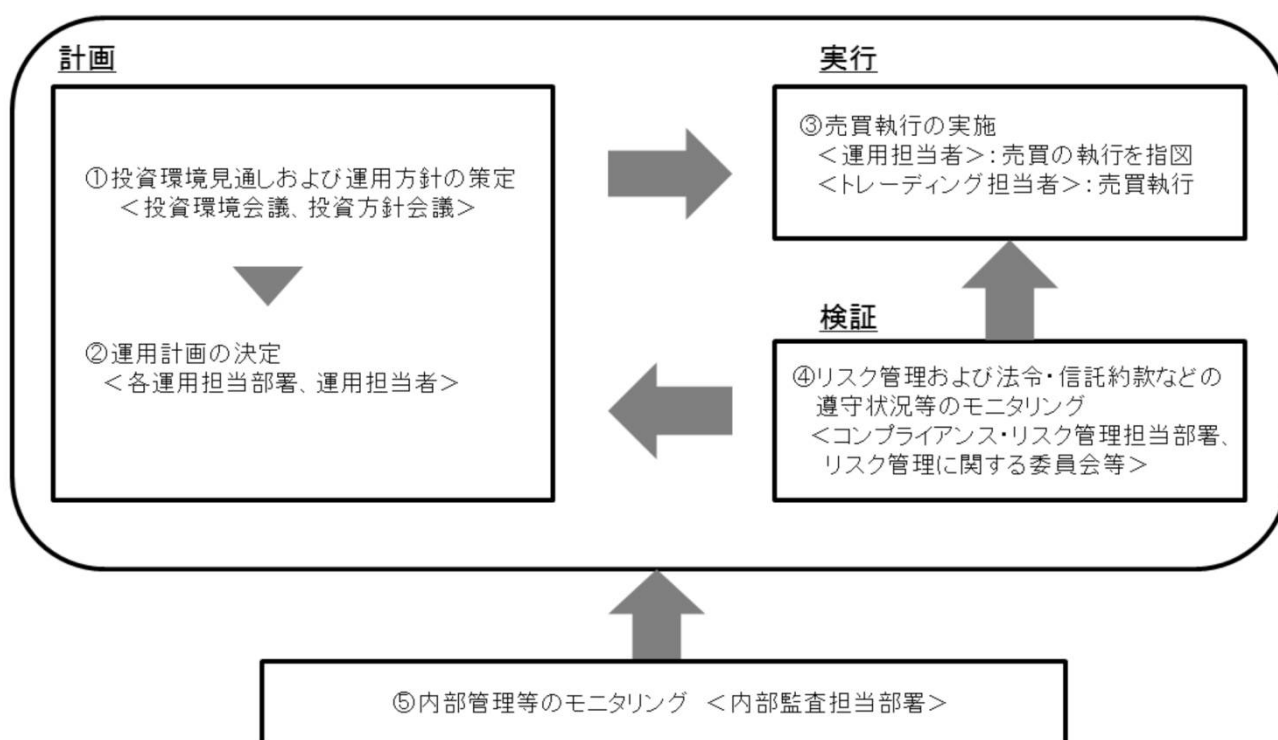 計画
①投資環境見通しおよび運用方針の策定
＜投資環境会議、投資方針会議＞
②運用計画の決定
＜各運用担当部署、運用担当者＞
実行
③売買執行の実施
＜運用担当者＞：売買の執行を指図
＜トレーディング担当者＞：売買執行
検証
④リスク管理および法令・信託約款などの
遵守状況等のモニタリング
＜コンプライアンス・リスク管理担当部署、
リスク管理に関する委員会等＞
⑤内部管理等のモニタリング ＜内部監査担当部署＞